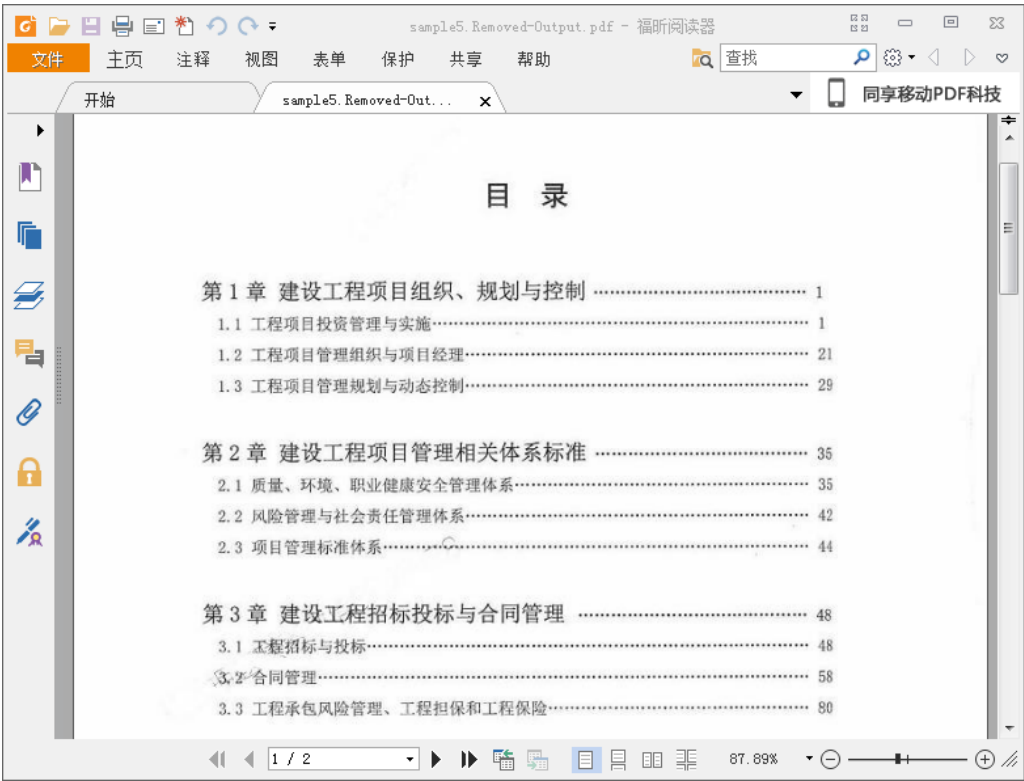 sample5.Removed-Output.pdf - 福昕阅读器
文件 主页 注释 视图 表单 保护 共享 帮助 查找
开始 sample5.Removed-Out... 同享移动PDF科技
目 录
第1章 建设工程项目组织、规划与控制 …………………………… 1
1.1 工程项目投资管理与实施…………………………… 1
1.2 工程项目管理组织与项目经理…………………………… 21
1.3 工程项目管理规划与动态控制…………………………… 29
第2章 建设工程项目管理相关体系标准 …………………………… 35
2.1 质量、环境、职业健康安全管理体系…………………………… 35
2.2 风险管理与社会责任管理体系…………………………… 42
2.3 项目管理标准体系…………………………… 44
第3章 建设工程招标投标与合同管理 …………………………… 48
3.1 工程招标与投标…………………………… 48
3.2 合同管理…………………………… 58
3.3 工程承包风险管理、工程担保和工程保险…………………………… 80
1 / 2 87.89%